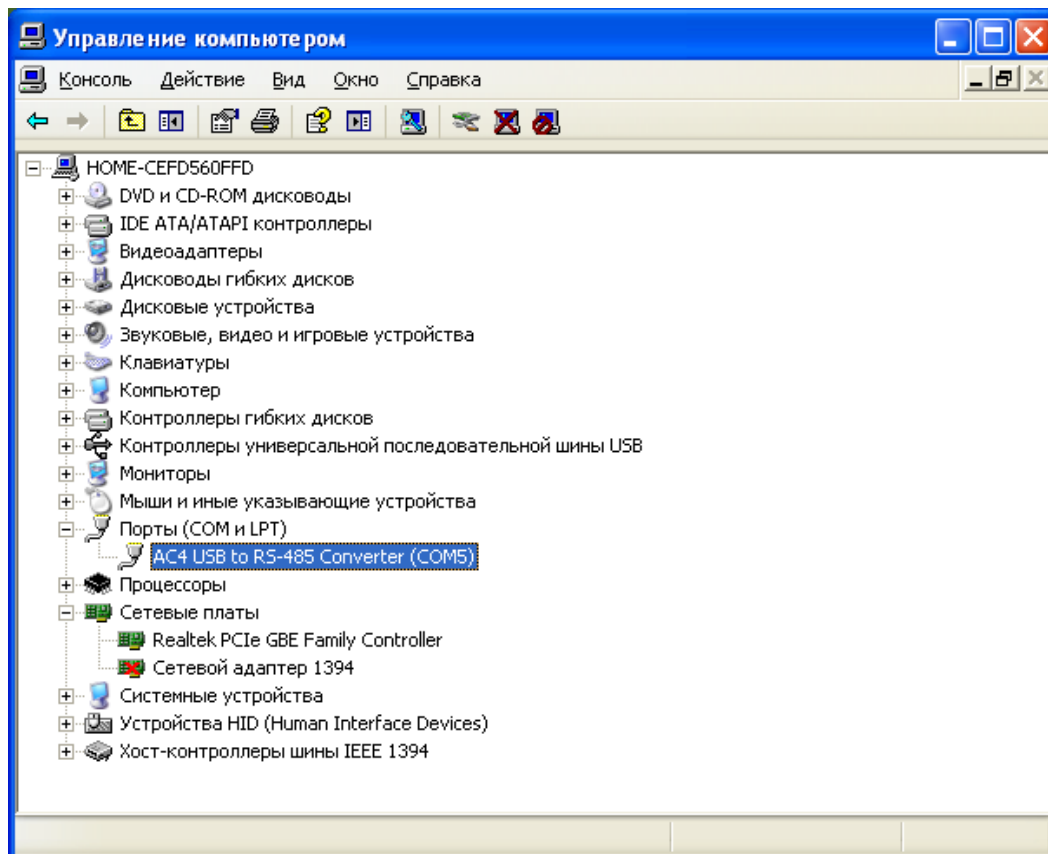 Управление компьютером
Консоль Действие Вид Окно Справка
HOME-CEFD560FFD
DVD и CD-ROM дисководы
IDE ATA/ATAPI контроллеры
Видеоадаптеры
Дисководы гибких дисков
Дисковые устройства
Звуковые, видео и игровые устройства
Клавиатуры
Компьютер
Контроллеры гибких дисков
Контроллеры универсальной последовательной шины USB
Мониторы
Мыши и иные указывающие устройства
Порты (COM и LPT)
AC4 USB to RS-485 Converter (COM5)
Процессоры
Сетевые платы
Realtek PCIe GBE Family Controller
Сетевой адаптер 1394
Системные устройства
Устройства HID (Human Interface Devices)
Хост-контроллеры шины IEEE 1394